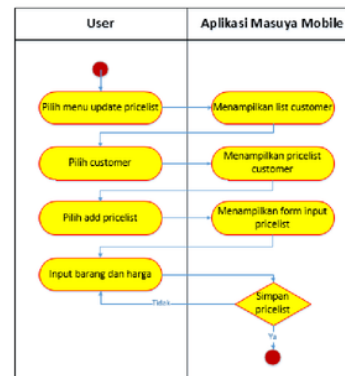 User
Aplikasi Masuya Mobile
Pilih menu update pricelist
Menampilkan list customer
Pilih customer
Menampilkan pricelist
customer
Pilih add pricelist
Menampilkan form input
pricelist
Input barang dan harga
Simpan
pricelist
Tidak
Ya